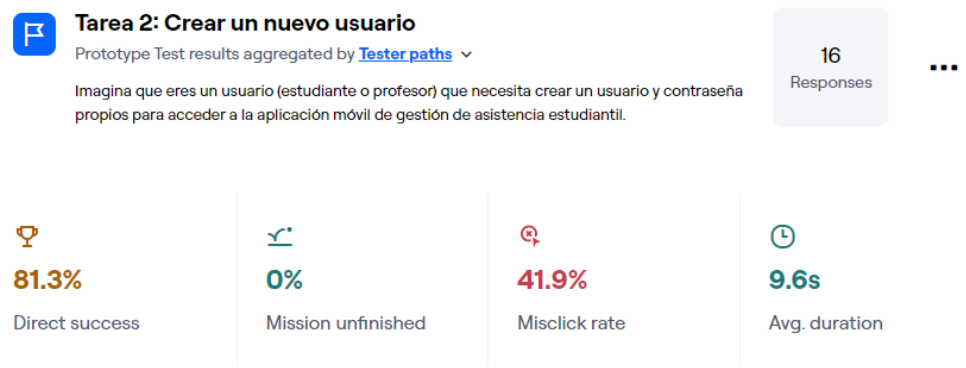 Tarea 2: Crear un nuevo usuario
Prototype Test results aggregated by Tester paths
Imagina que eres un usuario (estudiante o profesor) que necesita crear un usuario y contraseña
propios para acceder a la aplicación móvil de gestión de asistencia estudiantil.
16
Responses
81.3%
Direct success
0%
Mission unfinished
41.9%
Misclick rate
9.6s
Avg. duration